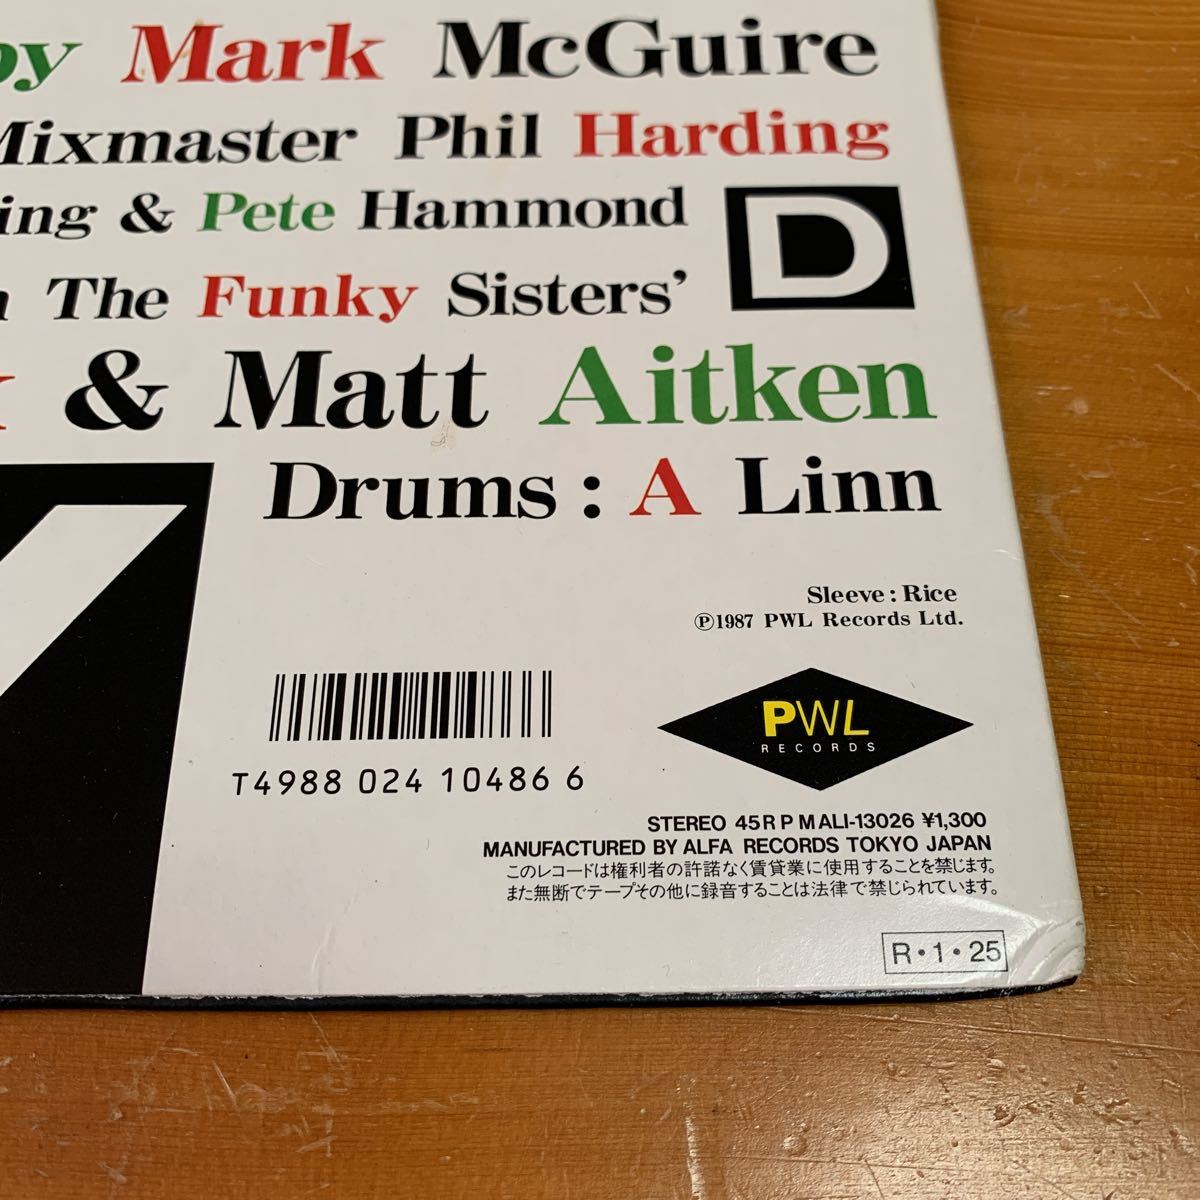 by Mark McGuire
Mixmaster Phil Harding
ing & Pete Hammond
D
The Funky Sisters'
& Matt Aitken
Drums : A Linn
Sleeve : Rice
Ⓟ1987 PWL Records Ltd.
PWL
RECORDS
T4988 024 10486 6
STEREO 45RPM ALI-13026 ¥1,300
MANUFACTURED BY ALFA RECORDS TOKYO JAPAN
このレコードは権利者の許諾なく賃貸業に使用することを禁じます。
また無断でテープその他に録音することは法律で禁じられています。
R・1・25